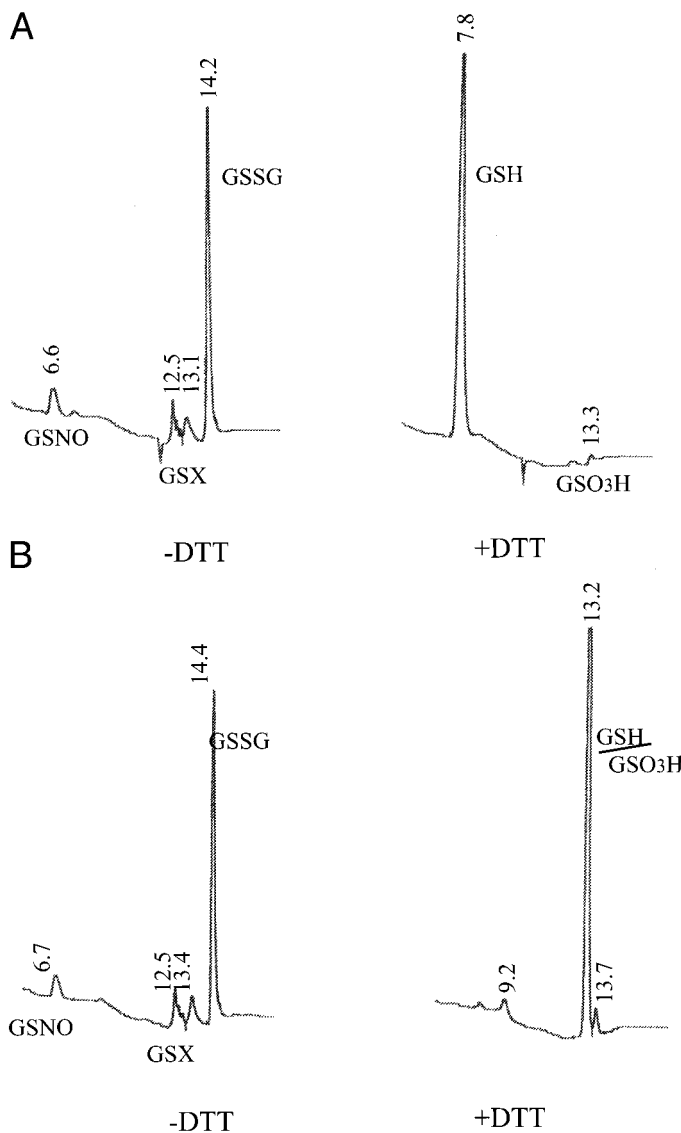 A
14.2
GSSG
6.6
12.5
13.1
GSNO
GSX
-DTT
7.8
GSH
13.3
GSO3H
+DTT
B
14.4
GSSG
6.7
12.5
13.4
GSNO
GSX
-DTT
13.2
GSH
GSO3H
9.2
13.7
+DTT